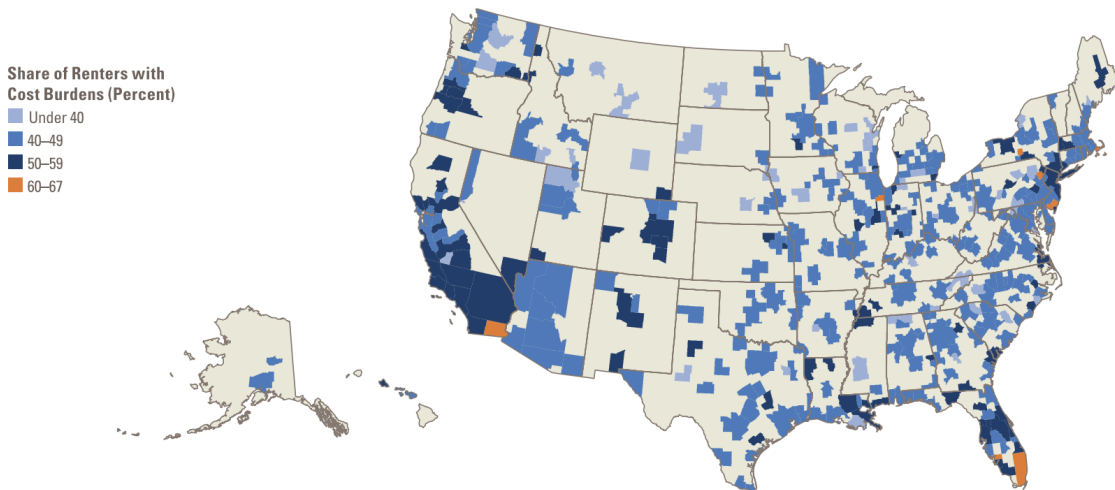 Share of Renters with
Cost Burdens (Percent)
Under 40
40–49
50–59
60–67